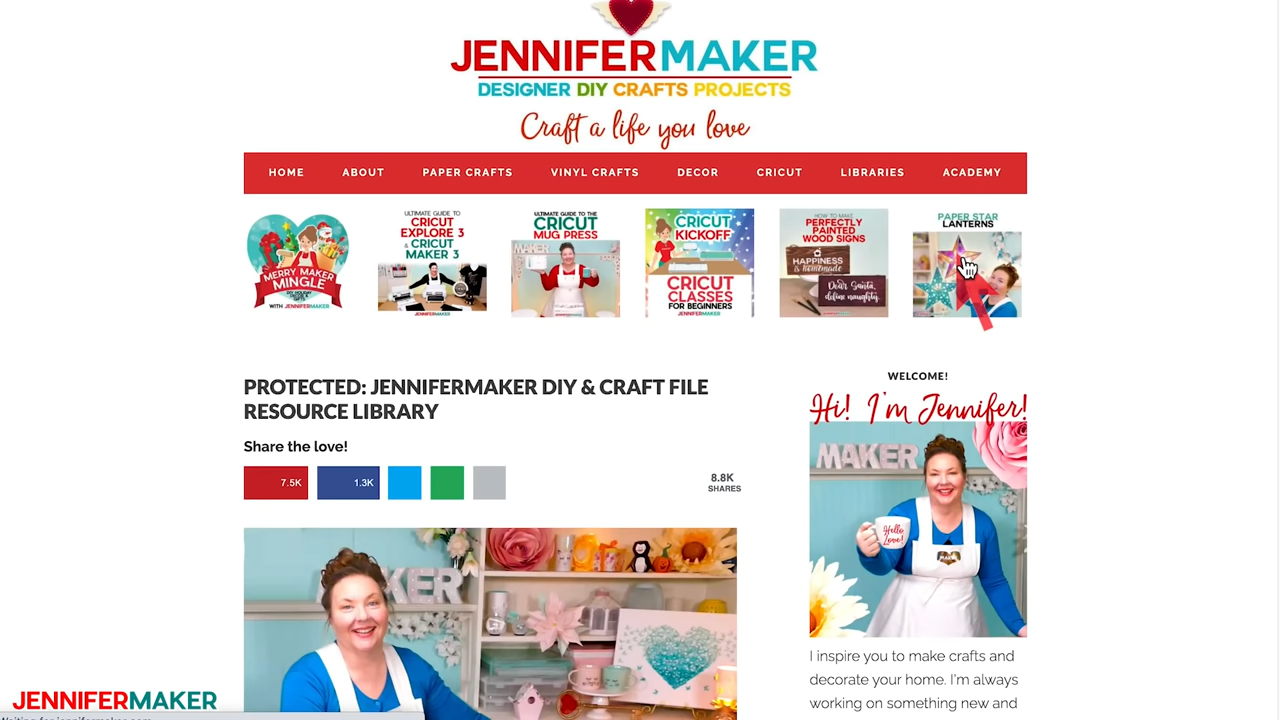 JENNIFERMAKER
DESIGNER DIY CRAFTS PROJECTS
Craft a life you love
HOME ABOUT PAPER CRAFTS VINYL CRAFTS DECOR CRICUT LIBRARIES ACADEMY
MERRY MAKER
MINGLE
WITH JENNIFERMAKER
ULTIMATE GUIDE TO
CRICUT
EXPLORE 3
& CRICUT
MAKER 3
JENNIFERMAKER
ULTIMATE GUIDE TO THE
CRICUT
MUG PRESS
MAKER
JENNIFERMAKER
CRICUT
KICKOFF
CRICUT
CLASSES
FOR BEGINNERS
JENNIFERMAKER
HOW TO MAKE
PERFECTLY
PAINTED
WOOD SIGNS
HAPPINESS
is homemade
Dear Santa,
define naughty.
PAPER STAR
LANTERNS
PROTECTED: JENNIFERMAKER DIY & CRAFT FILE
RESOURCE LIBRARY
Share the love!
7.5K 1.3K
8.8K
SHARES
MAKER
WELCOME!
Hi! I'm Jennifer!
MAKER
Hello
Love!
I inspire you to make crafts and
decorate your home. I'm always
working on something new and
JENNIFERMAKER